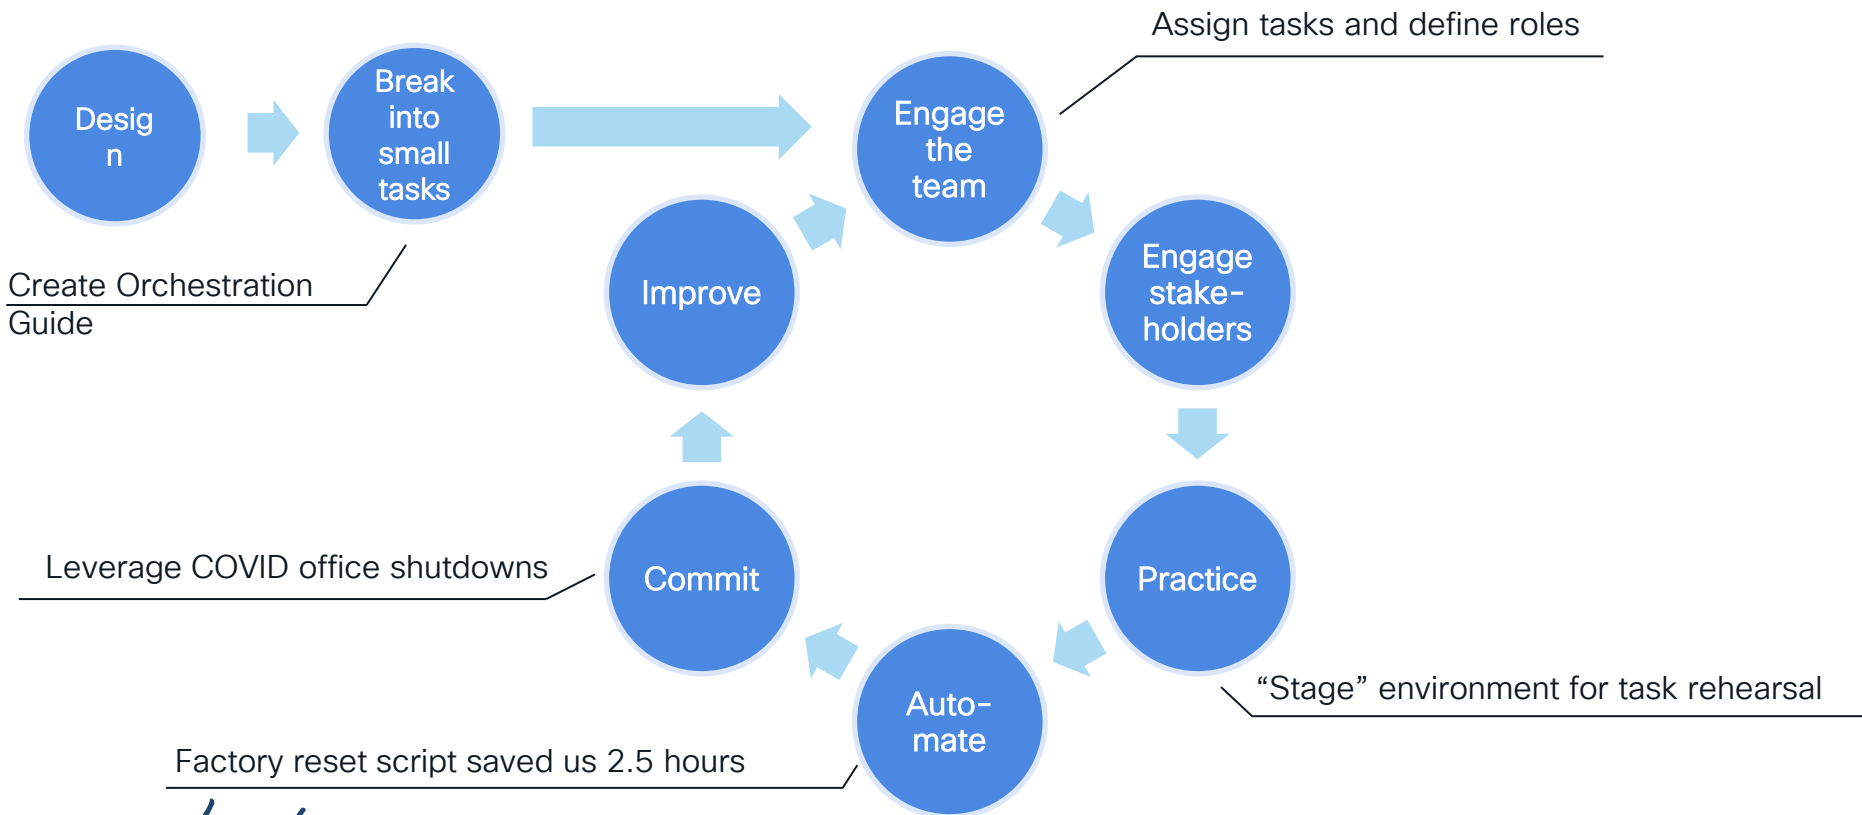 Assign tasks and define roles
Desig
n
Break
into
small
tasks
Engage
the
team
Create Orchestration
Guide
Improve
Engage
stake-
holders
Leverage COVID office shutdowns
Commit
Practice
"Stage" environment for task rehearsal
Auto-
mate
Factory reset script saved us 2.5 hours